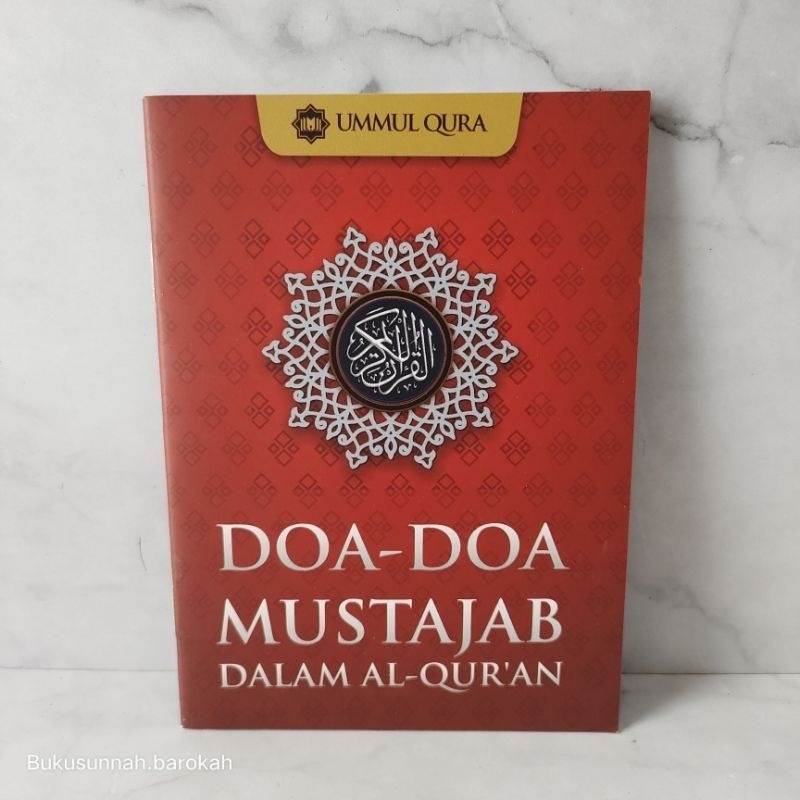 UMMUL QURA
القرآن الكريم
DOA-DOA
MUSTAJAB
DALAM AL-QUR'AN
Bukusunnah.barokah